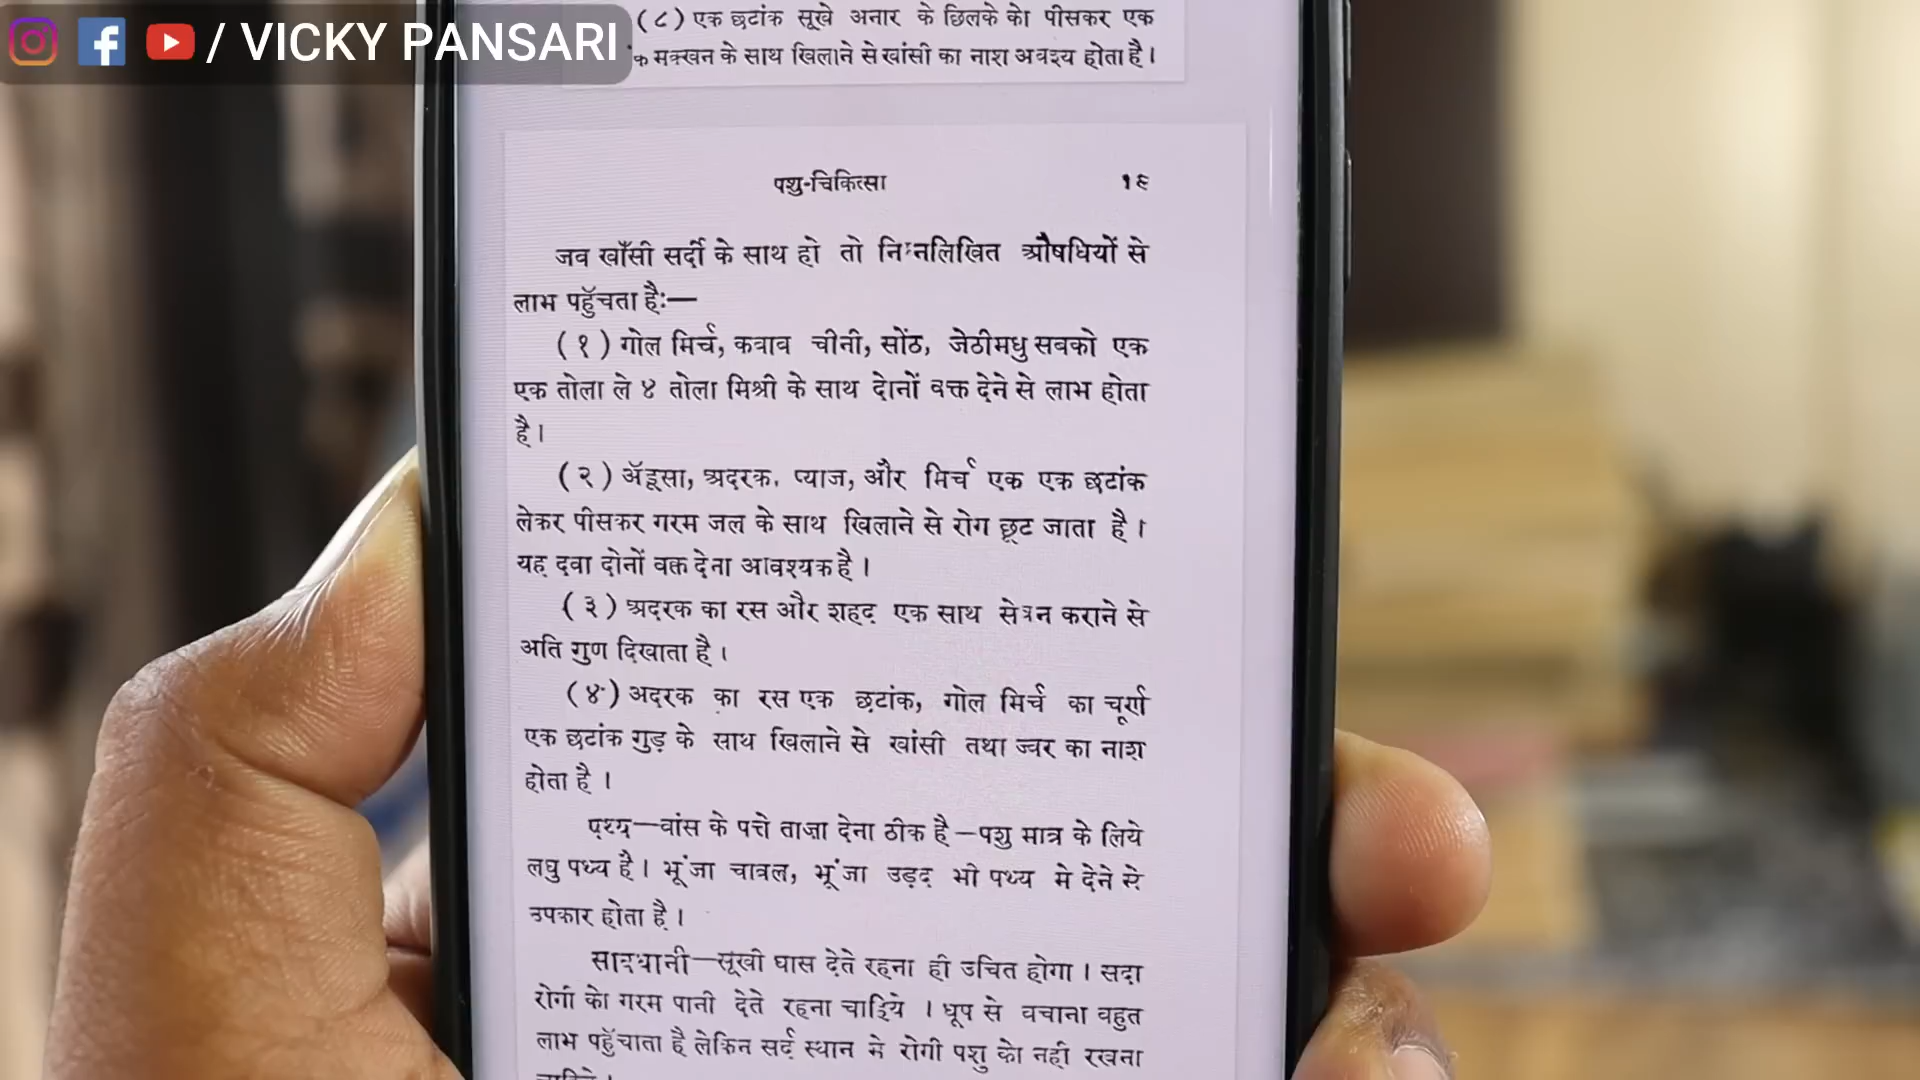 / VICKY PANSARI
(८) एक छटांक सूखे अनार के छिलके को पीसकर एक
क मक्खन के साथ खिलाने से खांसी का नाश अवश्य होता है।
पशु-चिकित्सा १६
जव खाँसी सर्दी के साथ हो तो निम्नलिखित औषधियों से
लाभ पहुँचता है:—
(१) गोल मिर्च, कवाव चीनी, सोंठ, जेठीमधु सबको एक
एक तोला ले ४ तोला मिश्री के साथ दोनों वक्त देने से लाभ होता
है।
(२) अँडूसा, अदरक, प्याज, और मिर्च एक एक छटांक
लेकर पीसकर गरम जल के साथ खिलाने से रोग छूट जाता है।
यह दवा दोनों वक्त देना आवश्यक है।
(३) अदरक का रस और शहद एक साथ सेवन कराने से
अति गुण दिखाता है।
(४) अदरक का रस एक छटांक, गोल मिर्च का चूर्ण
एक छटांक गुड़ के साथ खिलाने से खांसी तथा ज्वर का नाश
होता है।
पथ्य—वांस के पत्ते ताज़ा देना ठीक है—पशु मात्र के लिये
लघु पथ्य है। भूंजा चावल, भूंजा उड़द भी पथ्य मे देने से
उपकार होता है।
सावधानी—सूखी घास देते रहना ही उचित होगा। सदा
रोगी को गरम पानी देते रहना चाहिये। धूप से वचाना वहुत
लाभ पहुँचाता है लेकिन सर्द स्थान मे रोगी पशु को नही रखना